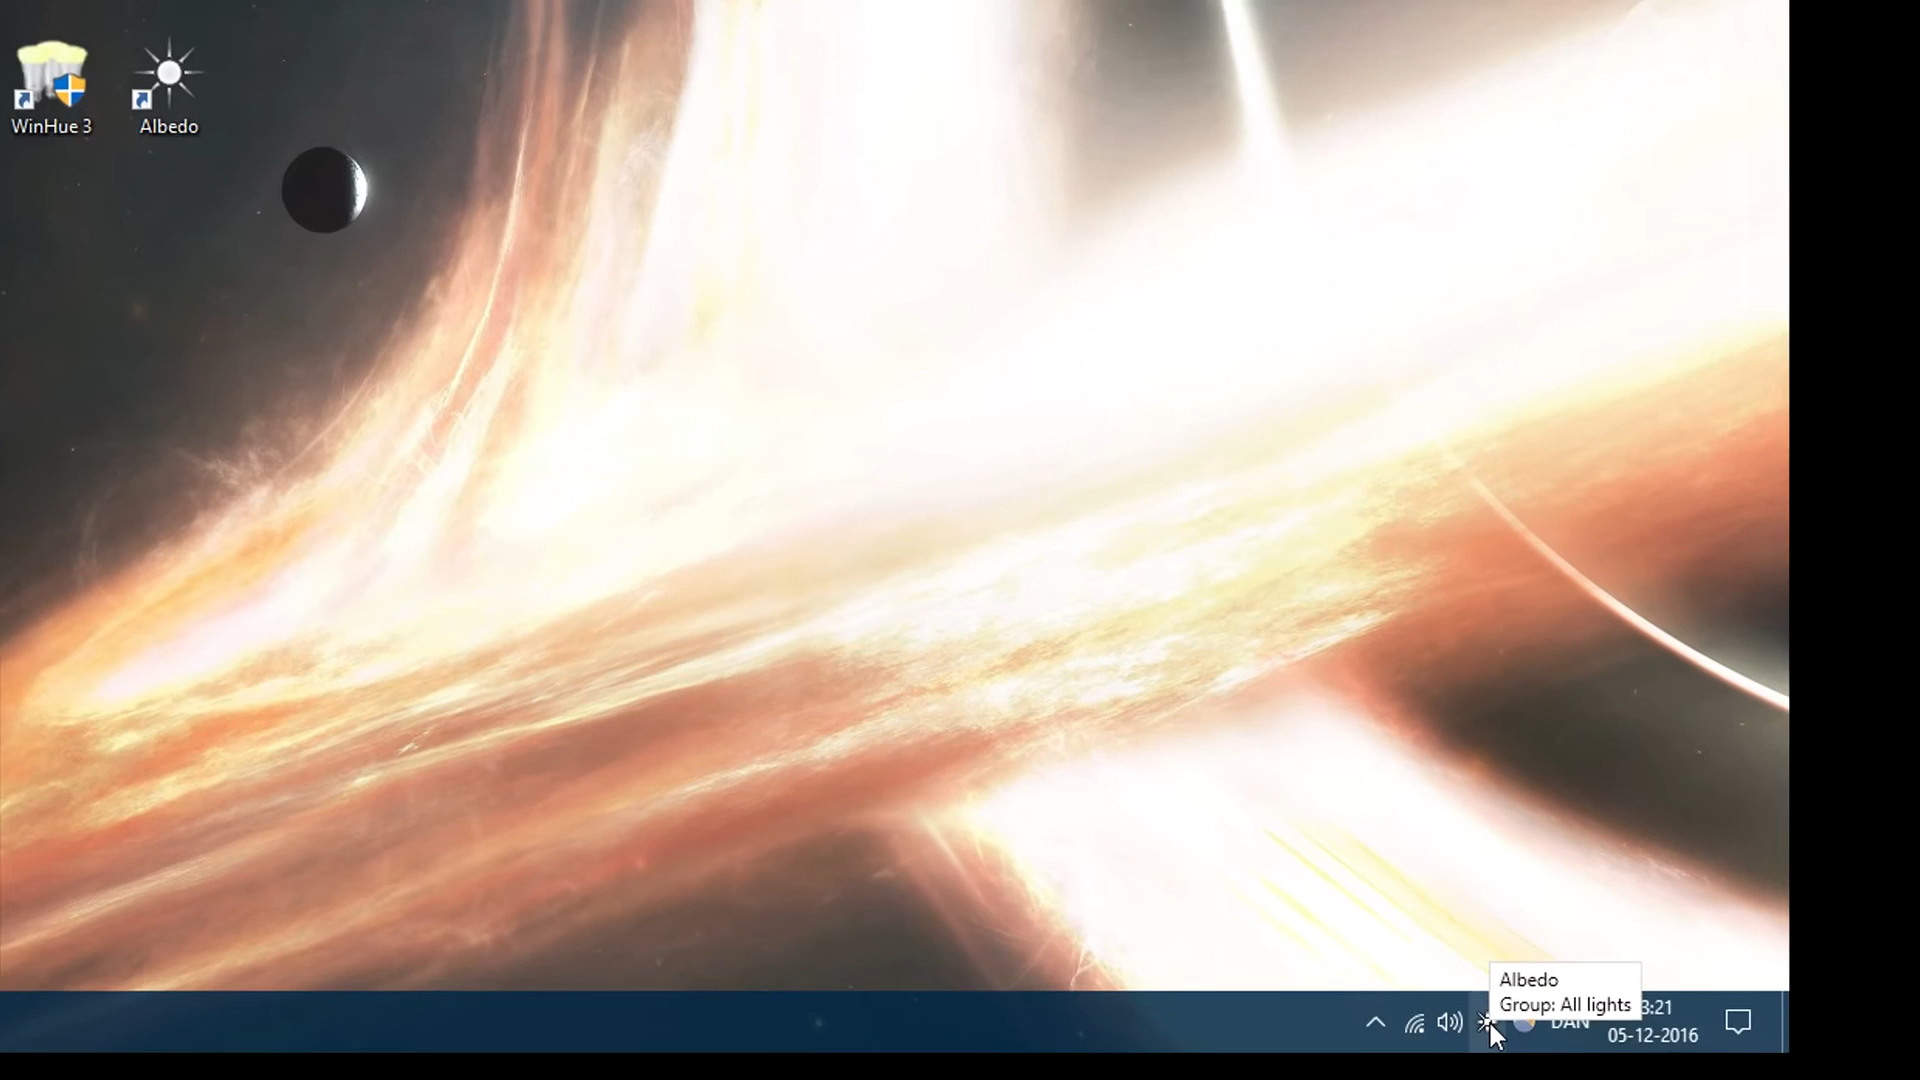 WinHue 3
Albedo
Albedo
Group: All lights
3:21
DAN
05-12-2016